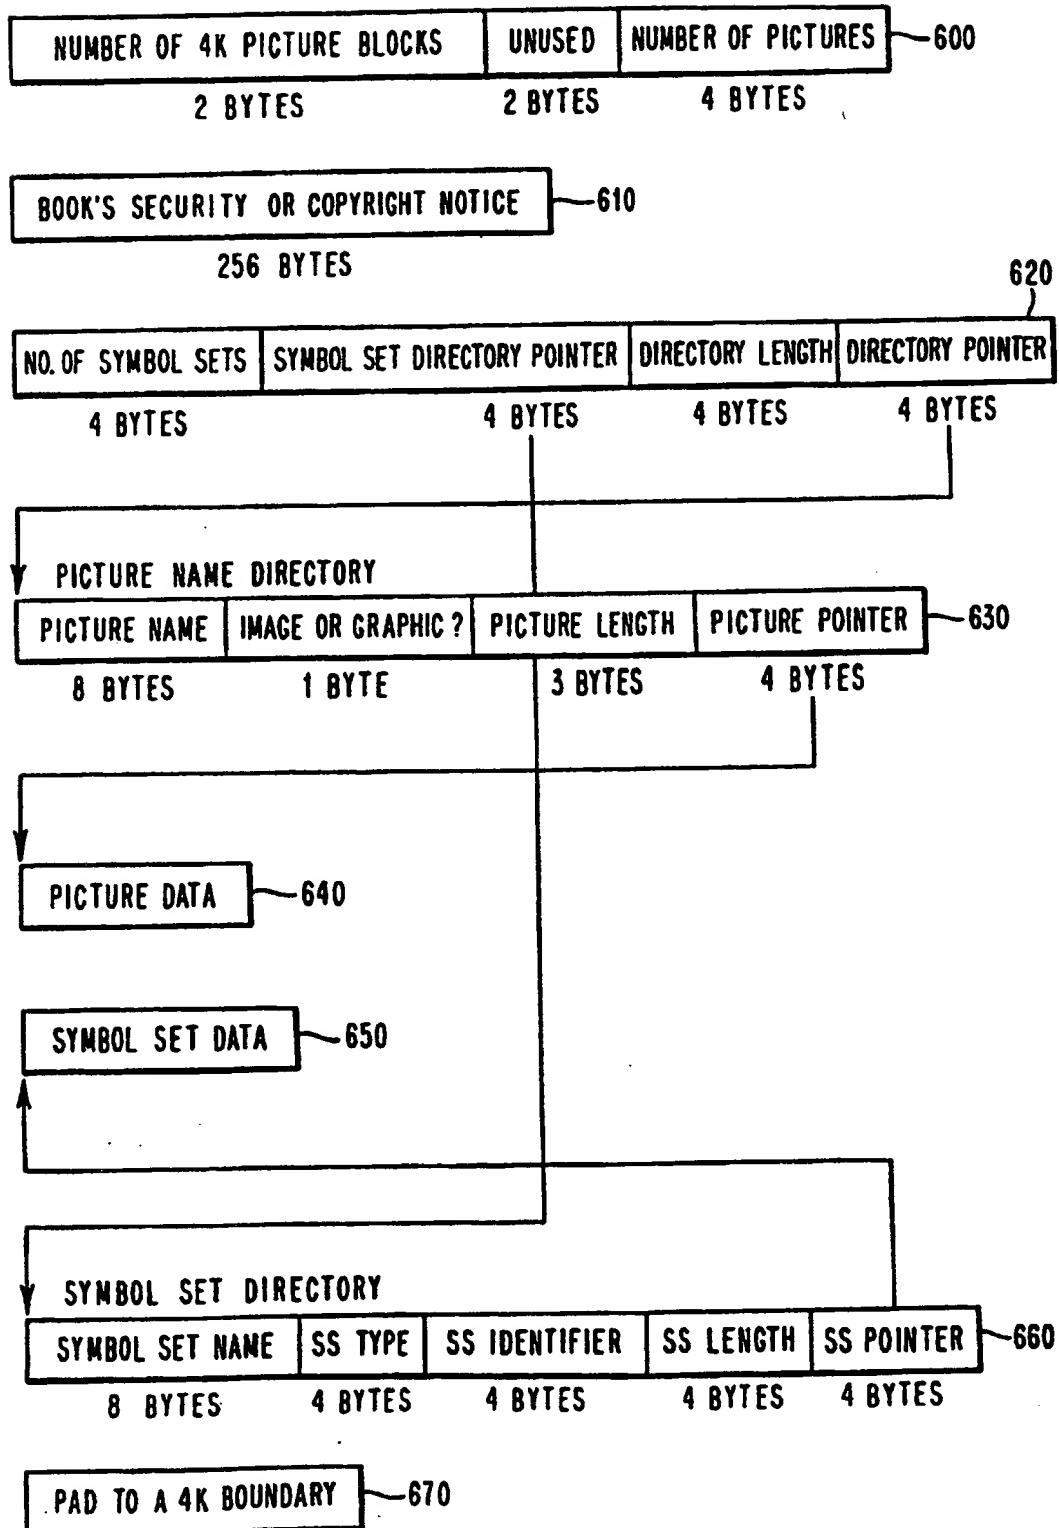 NUMBER OF 4K PICTURE BLOCKS UNUSED NUMBER OF PICTURES 600
2 BYTES 2 BYTES 4 BYTES
BOOK'S SECURITY OR COPYRIGHT NOTICE 610
256 BYTES
620
NO. OF SYMBOL SETS SYMBOL SET DIRECTORY POINTER DIRECTORY LENGTH DIRECTORY POINTER
4 BYTES 4 BYTES 4 BYTES 4 BYTES
PICTURE NAME DIRECTORY
PICTURE NAME IMAGE OR GRAPHIC ? PICTURE LENGTH PICTURE POINTER 630
8 BYTES 1 BYTE 3 BYTES 4 BYTES
PICTURE DATA 640
SYMBOL SET DATA 650
SYMBOL SET DIRECTORY
SYMBOL SET NAME SS TYPE SS IDENTIFIER SS LENGTH SS POINTER 660
8 BYTES 4 BYTES 4 BYTES 4 BYTES 4 BYTES
PAD TO A 4K BOUNDARY 670